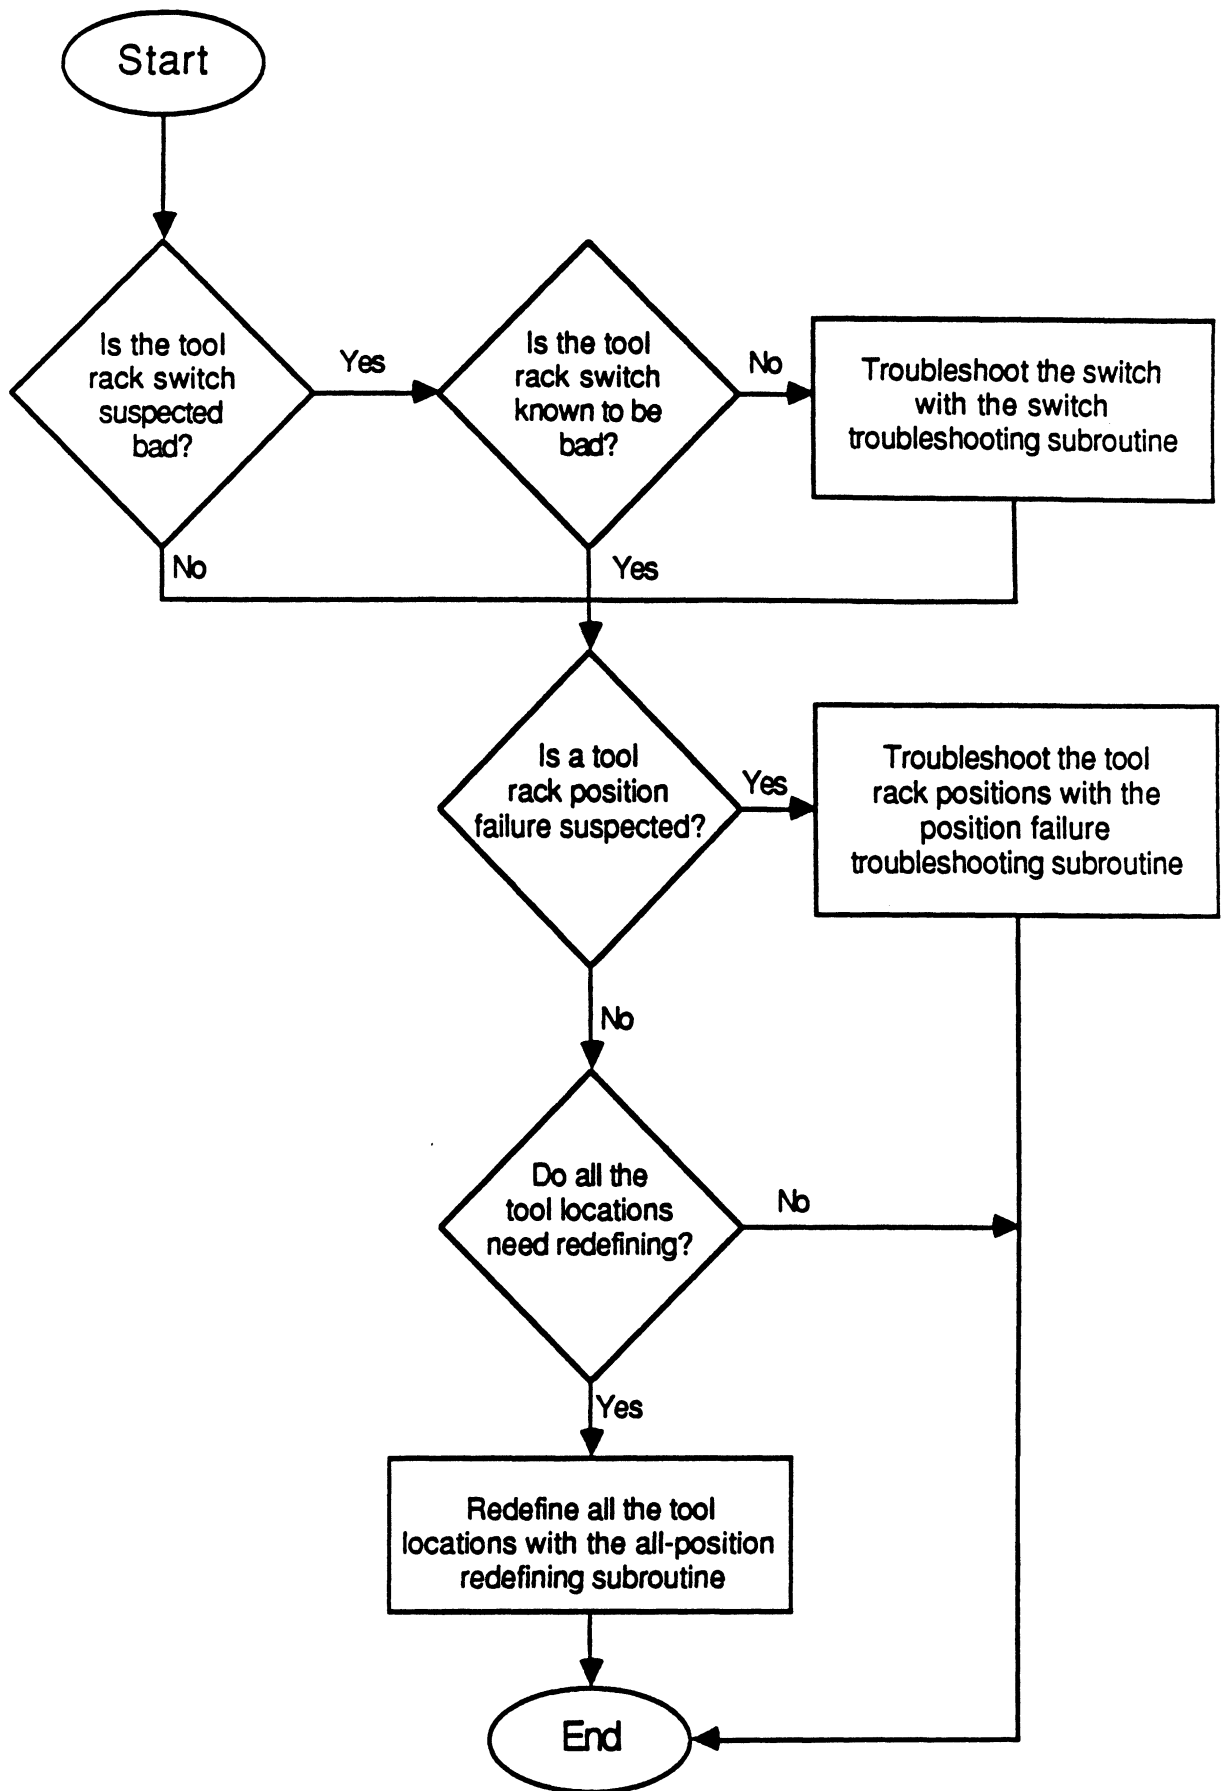 Start
Is the tool
rack switch
suspected
bad?
Yes
Is the tool
rack switch
known to be
bad?
No
Troubleshoot the switch
with the switch
troubleshooting subroutine
No
Yes
Is a tool
rack position
failure suspected?
Yes
Troubleshoot the tool
rack positions with the
position failure
troubleshooting subroutine
No
Do all the
tool locations
need redefining?
No
Yes
Redefine all the tool
locations with the all-position
redefining subroutine
End